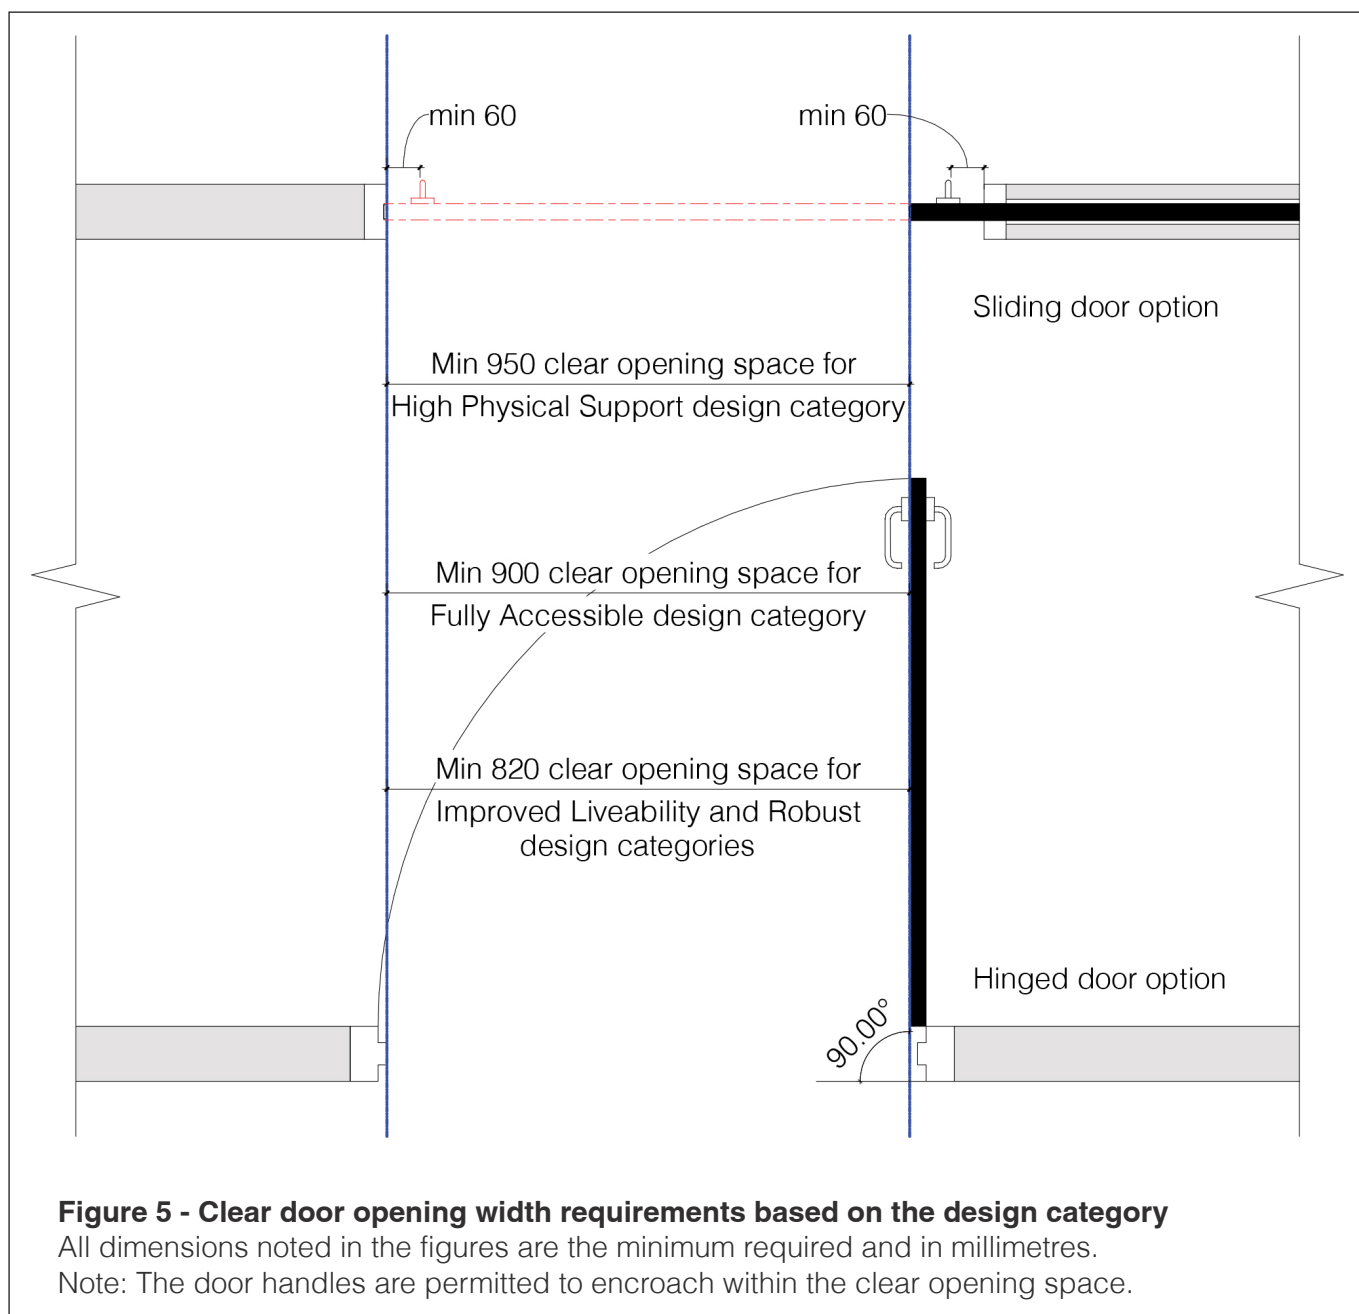 min 60
min 60
Sliding door option
Min 950 clear opening space for
High Physical Support design category
Min 900 clear opening space for
Fully Accessible design category
Min 820 clear opening space for
Improved Liveability and Robust
design categories
Hinged door option
90.00°
Figure 5 - Clear door opening width requirements based on the design category
All dimensions noted in the figures are the minimum required and in millimetres.
Note: The door handles are permitted to encroach within the clear opening space.